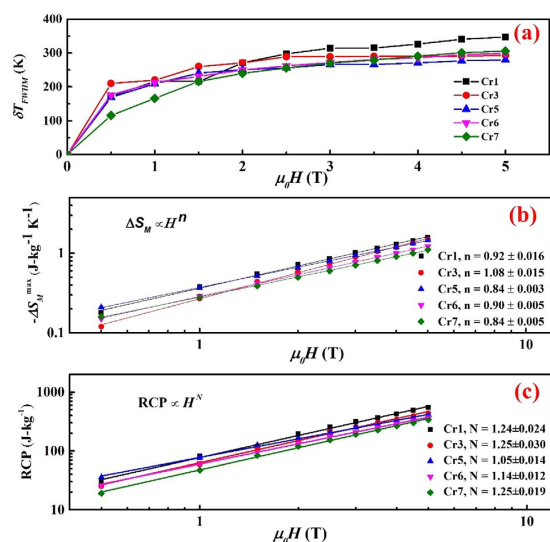 (a)
400
300
200
100
0
δT_FWHM (K)
Cr1
Cr3
Cr5
Cr6
Cr7
0 1 2 3 4 5
μ₀H (T)
(b)
ΔS_M ∝ Hⁿ
1
0.1
-ΔS_M^max (J-kg⁻¹ K⁻¹)
Cr1, n = 0.92 ± 0.016
Cr3, n = 1.08 ± 0.015
Cr5, n = 0.84 ± 0.003
Cr6, n = 0.90 ± 0.005
Cr7, n = 0.84 ± 0.005
1 10
μ₀H (T)
(c)
RCP ∝ H^N
1000
100
10
RCP (J-kg⁻¹)
Cr1, N = 1.24±0.024
Cr3, N = 1.25±0.030
Cr5, N = 1.05±0.014
Cr6, N = 1.14±0.012
Cr7, N = 1.25±0.019
1 10
μ₀H (T)